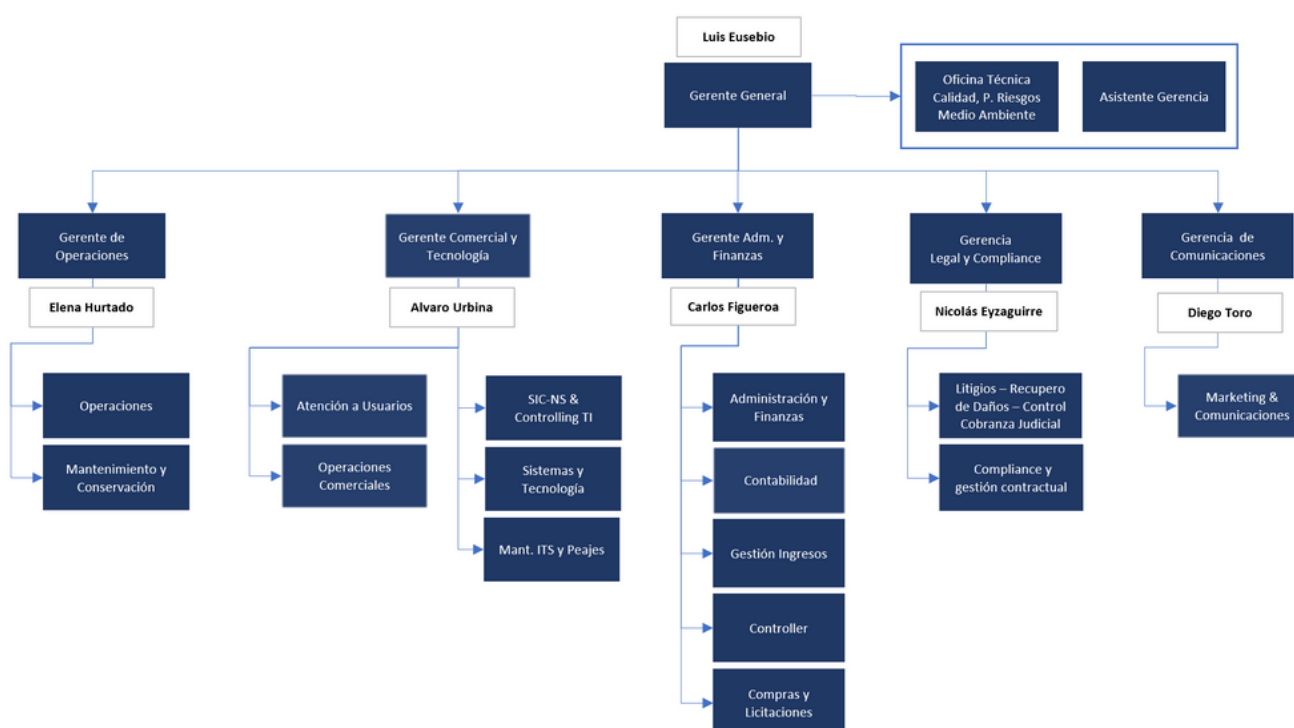 Luis Eusebio
Gerente General
Oficina Técnica
Calidad, P. Riesgos
Medio Ambiente
Asistente Gerencia
Gerente de
Operaciones
Elena Hurtado
Operaciones
Mantenimiento y
Conservación
Gerente Comercial y
Tecnología
Alvaro Urbina
Atención a Usuarios
Operaciones
Comerciales
SIC-NS &
Controlling TI
Sistemas y
Tecnología
Mant. ITS y Peajes
Gerente Adm. y
Finanzas
Carlos Figueroa
Administración y
Finanzas
Contabilidad
Gestión Ingresos
Controller
Compras y
Licitaciones
Gerencia
Legal y Compliance
Nicolás Eyzaguirre
Litigios – Recupero
de Daños – Control
Cobranza Judicial
Compliance y
gestión contractual
Gerencia de
Comunicaciones
Diego Toro
Marketing &
Comunicaciones